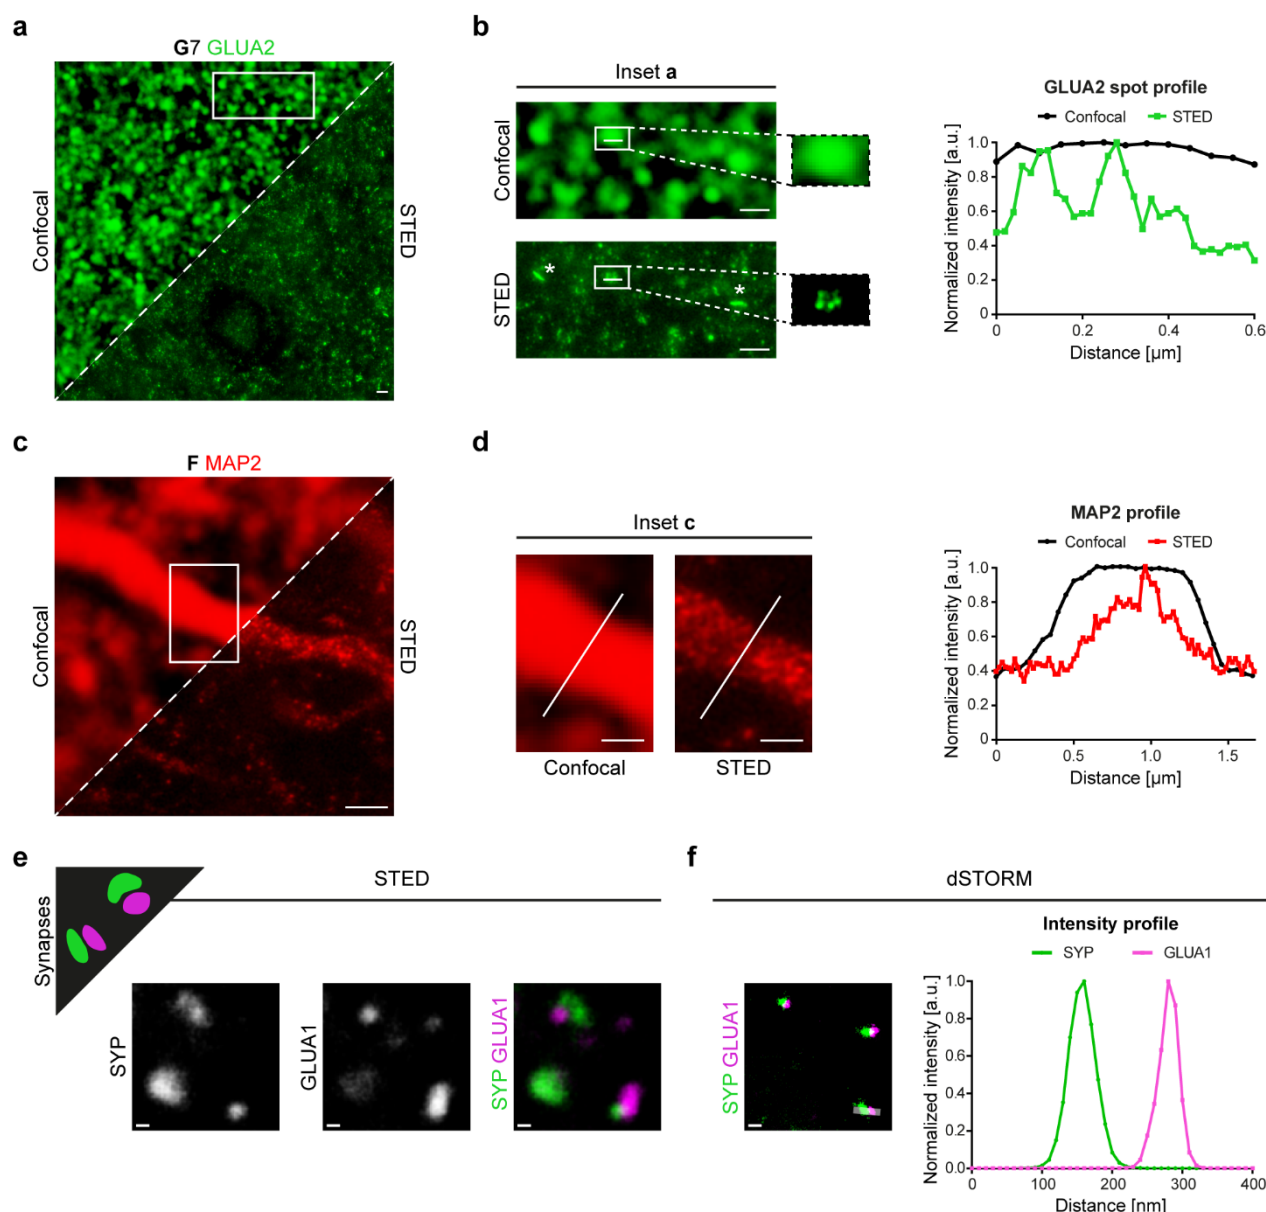 a
G7 GLUA2
Confocal
STED
b
Inset a
Confocal
STED
*
*
GLUA2 spot profile
Confocal STED
Normalized intensity [a.u.]
1.0
0.8
0.6
0.4
0.2
0
0 0.2 0.4 0.6
Distance [µm]
c
F MAP2
Confocal
STED
d
Inset c
Confocal
STED
MAP2 profile
Confocal STED
Normalized intensity [a.u.]
1.0
0.8
0.6
0.4
0.2
0
0 0.5 1.0 1.5
Distance [µm]
e
STED
Synapses
SYP
GLUA1
SYP GLUA1
f
dSTORM
SYP GLUA1
Intensity profile
SYP GLUA1
Normalized intensity [a.u.]
1.0
0.8
0.6
0.4
0.2
0.0
0 100 200 300 400
Distance [nm]